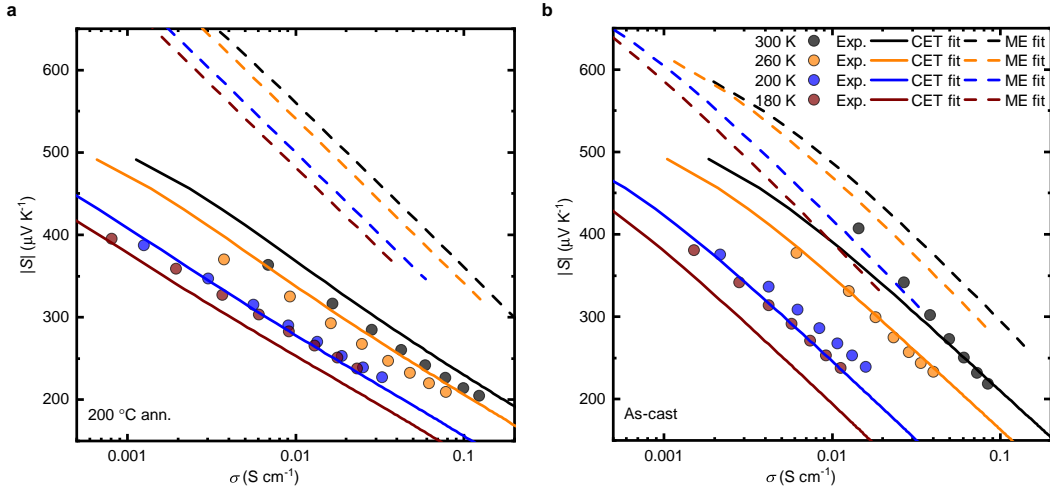 a
600
500
400
300
200
|S| (μV K⁻¹)
200 °C ann.
0.001
0.01
0.1
σ (S cm⁻¹)
b
300 K Exp. CET fit ME fit
260 K Exp. CET fit ME fit
200 K Exp. CET fit ME fit
180 K Exp. CET fit ME fit
600
500
400
300
200
|S| (μV K⁻¹)
As-cast
0.001
0.01
0.1
σ (S cm⁻¹)